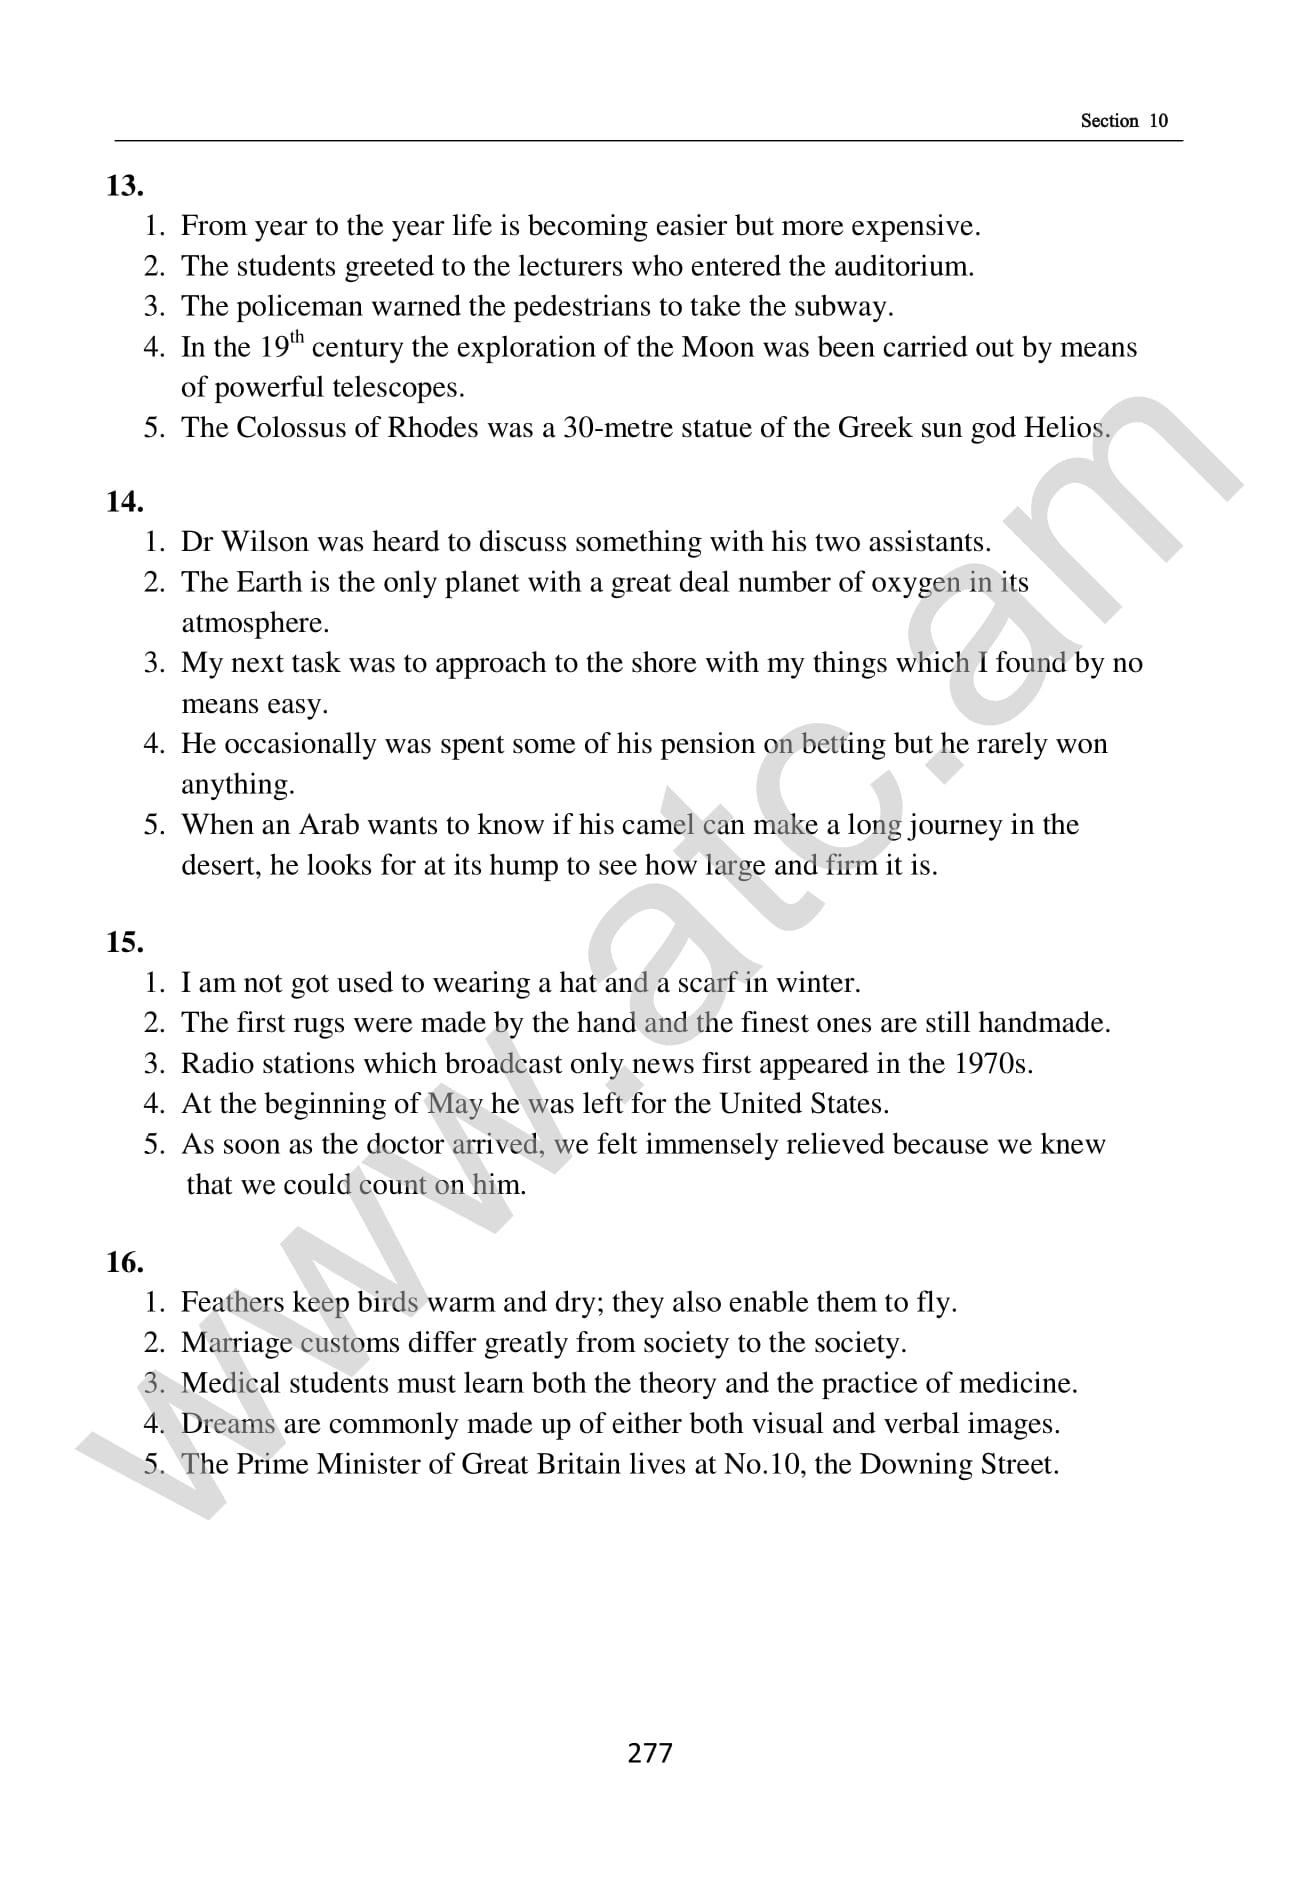 Section 10
13.
1. From year to the year life is becoming easier but more expensive.
2. The students greeted to the lecturers who entered the auditorium.
3. The policeman warned the pedestrians to take the subway.
4. In the 19th century the exploration of the Moon was been carried out by means
of powerful telescopes.
5. The Colossus of Rhodes was a 30-metre statue of the Greek sun god Helios.
14.
1. Dr Wilson was heard to discuss something with his two assistants.
2. The Earth is the only planet with a great deal number of oxygen in its
atmosphere.
3. My next task was to approach to the shore with my things which I found by no
means easy.
4. He occasionally was spent some of his pension on betting but he rarely won
anything.
5. When an Arab wants to know if his camel can make a long journey in the
desert, he looks for at its hump to see how large and firm it is.
15.
1. I am not got used to wearing a hat and a scarf in winter.
2. The first rugs were made by the hand and the finest ones are still handmade.
3. Radio stations which broadcast only news first appeared in the 1970s.
4. At the beginning of May he was left for the United States.
5. As soon as the doctor arrived, we felt immensely relieved because we knew
that we could count on him.
16.
1. Feathers keep birds warm and dry; they also enable them to fly.
2. Marriage customs differ greatly from society to the society.
3. Medical students must learn both the theory and the practice of medicine.
4. Dreams are commonly made up of either both visual and verbal images.
5. The Prime Minister of Great Britain lives at No.10, the Downing Street.
277
www.atc.am